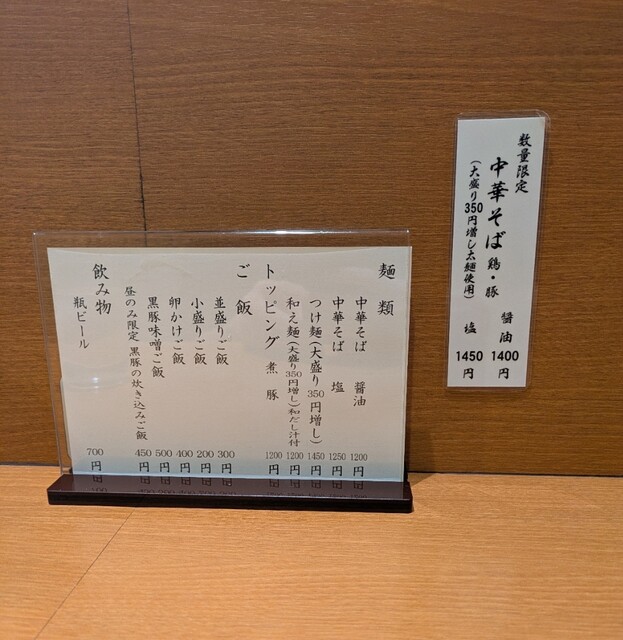 数量限定
中華そば 鶏・豚 醤油 1400円
(大盛り350円増し太麺使用) 塩 1450円
麺類
中華そば 醤油 1200円
中華そば 塩 1250円
つけ麺(大盛り350円増し) 1450円
和え麺(大盛り350円増し)和だし汁付 1200円
トッピング 煮豚 1200円
ご飯
並盛りご飯 300円
小盛りご飯 200円
卵かけご飯 400円
黒豚味噌ご飯 500円
昼のみ限定 黒豚の炊き込みご飯 450円
飲み物
瓶ビール 700円